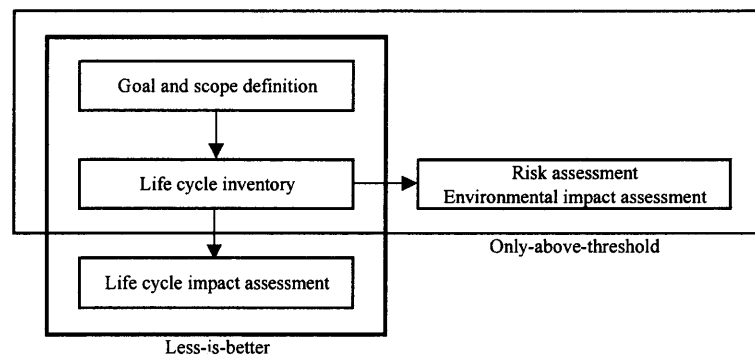 Goal and scope definition
Life cycle inventory
Risk assessment
Environmental impact assessment
Only-above-threshold
Life cycle impact assessment
Less-is-better